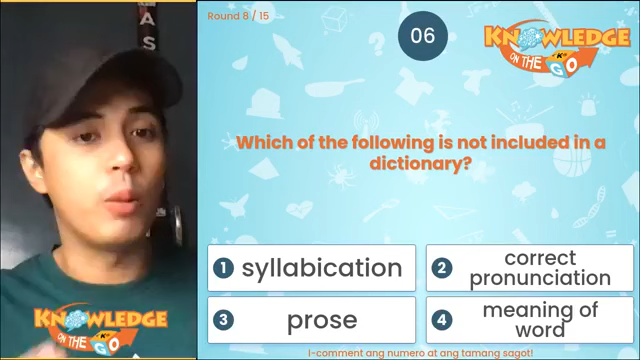 Round 8 / 15
06
KNOWLEDGE
ON THE GO
Which of the following is not included in a
dictionary?
1 syllabication
2 correct
pronunciation
3 prose
4 meaning of
word
KNOWLEDGE
ON THE GO
I-comment ang numero at ang tamang sagot!